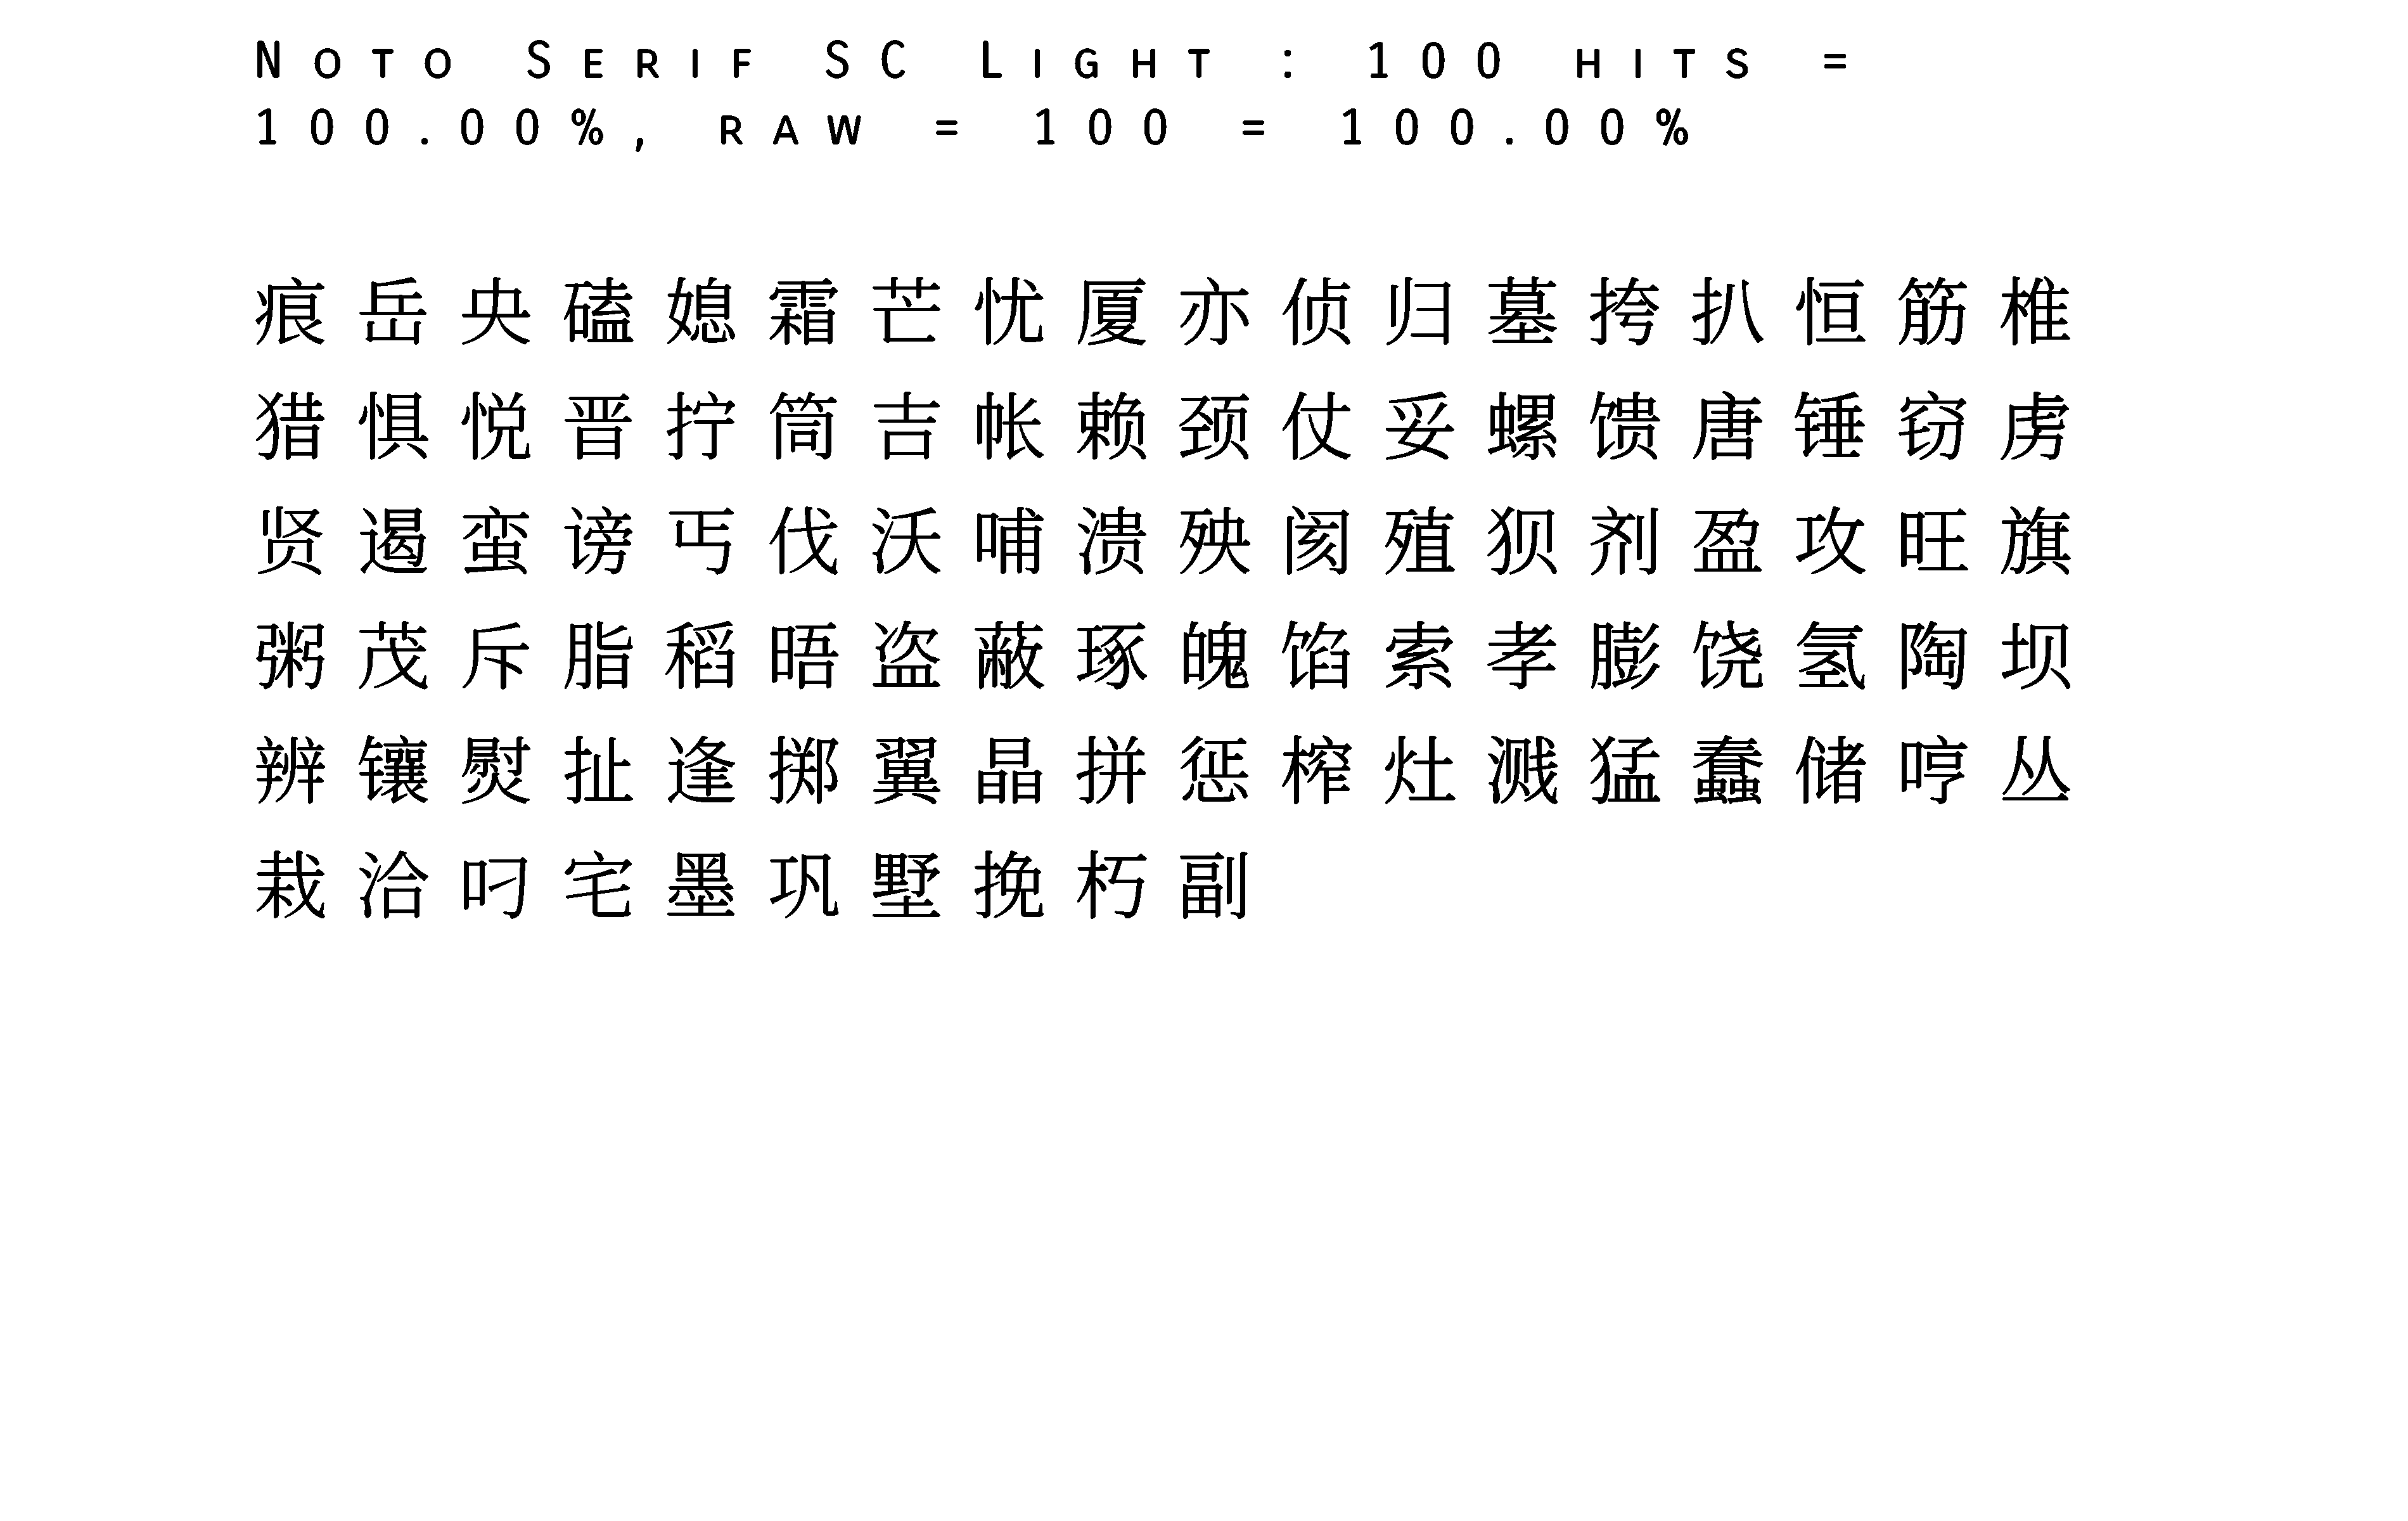 Noto Serif SC Light : 100 hits =
100.00%, raw = 100 = 100.00%
痕岳央磕媳霜芒忧厦亦侦归墓挎扒恒筋椎
猎惧悦晋拧筒吉帐赖颈仗妥螺馈唐锤窃虏
贤遏蛮谤丐伐沃哺溃殃阂殖狈剂盈攻旺旗
粥茂斥脂稻晤盗蔽琢魄馅索孝膨饶氢陶坝
辨镶熨扯逢掷翼晶拼惩榨灶溅猛蠢储哼丛
栽洽叼宅墨巩墅挽朽副